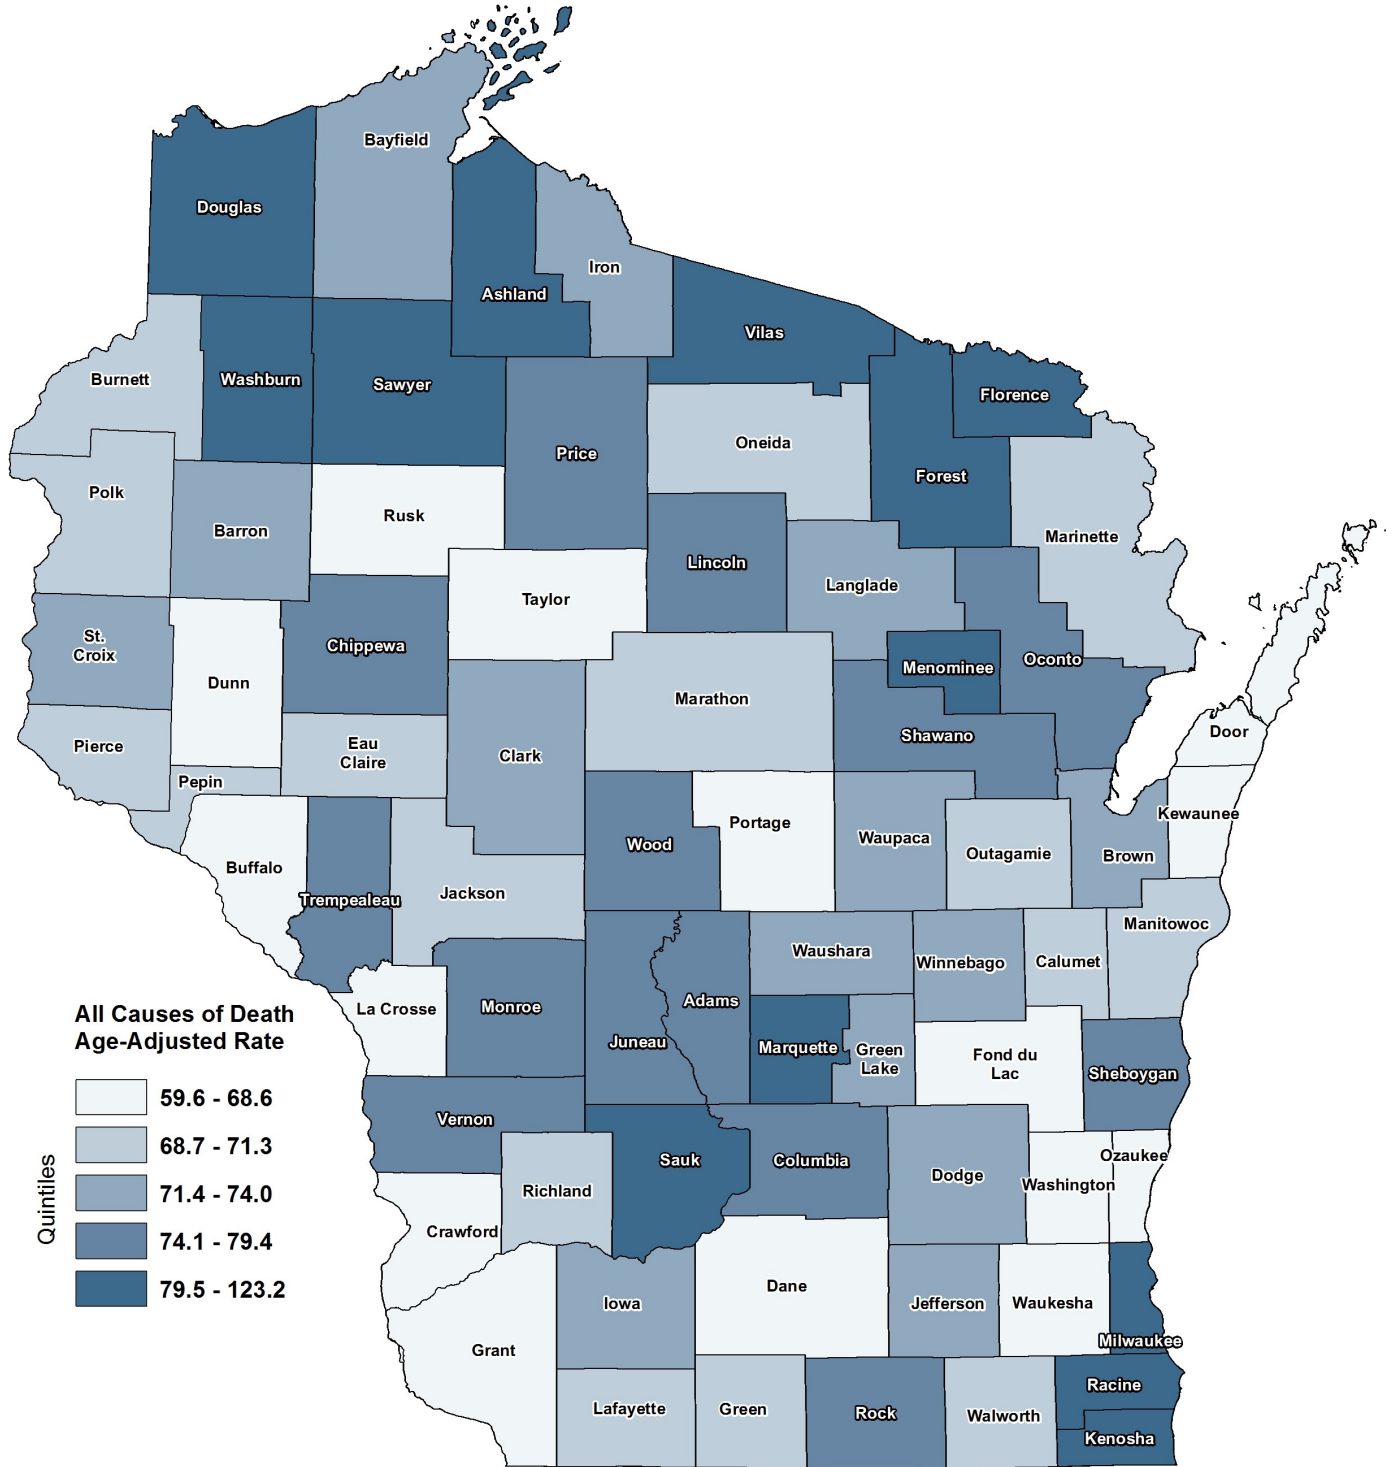 Bayfield
Douglas
Iron
Ashland
Vilas
Burnett
Washburn
Sawyer
Florence
Oneida
Price
Forest
Polk
Rusk
Barron
Marinette
Lincoln
Langlade
Taylor
St.
Croix
Chippewa
Oconto
Menominee
Dunn
Marathon
Door
Shawano
Pierce
Eau
Claire
Clark
Pepin
Kewaunee
Portage
Waupaca
Wood
Outagamie
Brown
Buffalo
Jackson
Trempealeau
Manitowoc
Waushara
Winnebago
Calumet
Adams
La Crosse
Monroe
Juneau
Marquette
Green
Lake
Fond du
Lac
Sheboygan
Vernon
Ozaukee
Sauk
Columbia
Dodge
Washington
Richland
Crawford
Dane
Iowa
Jefferson
Waukesha
Milwaukee
Grant
Racine
Lafayette
Green
Rock
Walworth
Kenosha
All Causes of Death
Age-Adjusted Rate
Quintiles
59.6 - 68.6
68.7 - 71.3
71.4 - 74.0
74.1 - 79.4
79.5 - 123.2